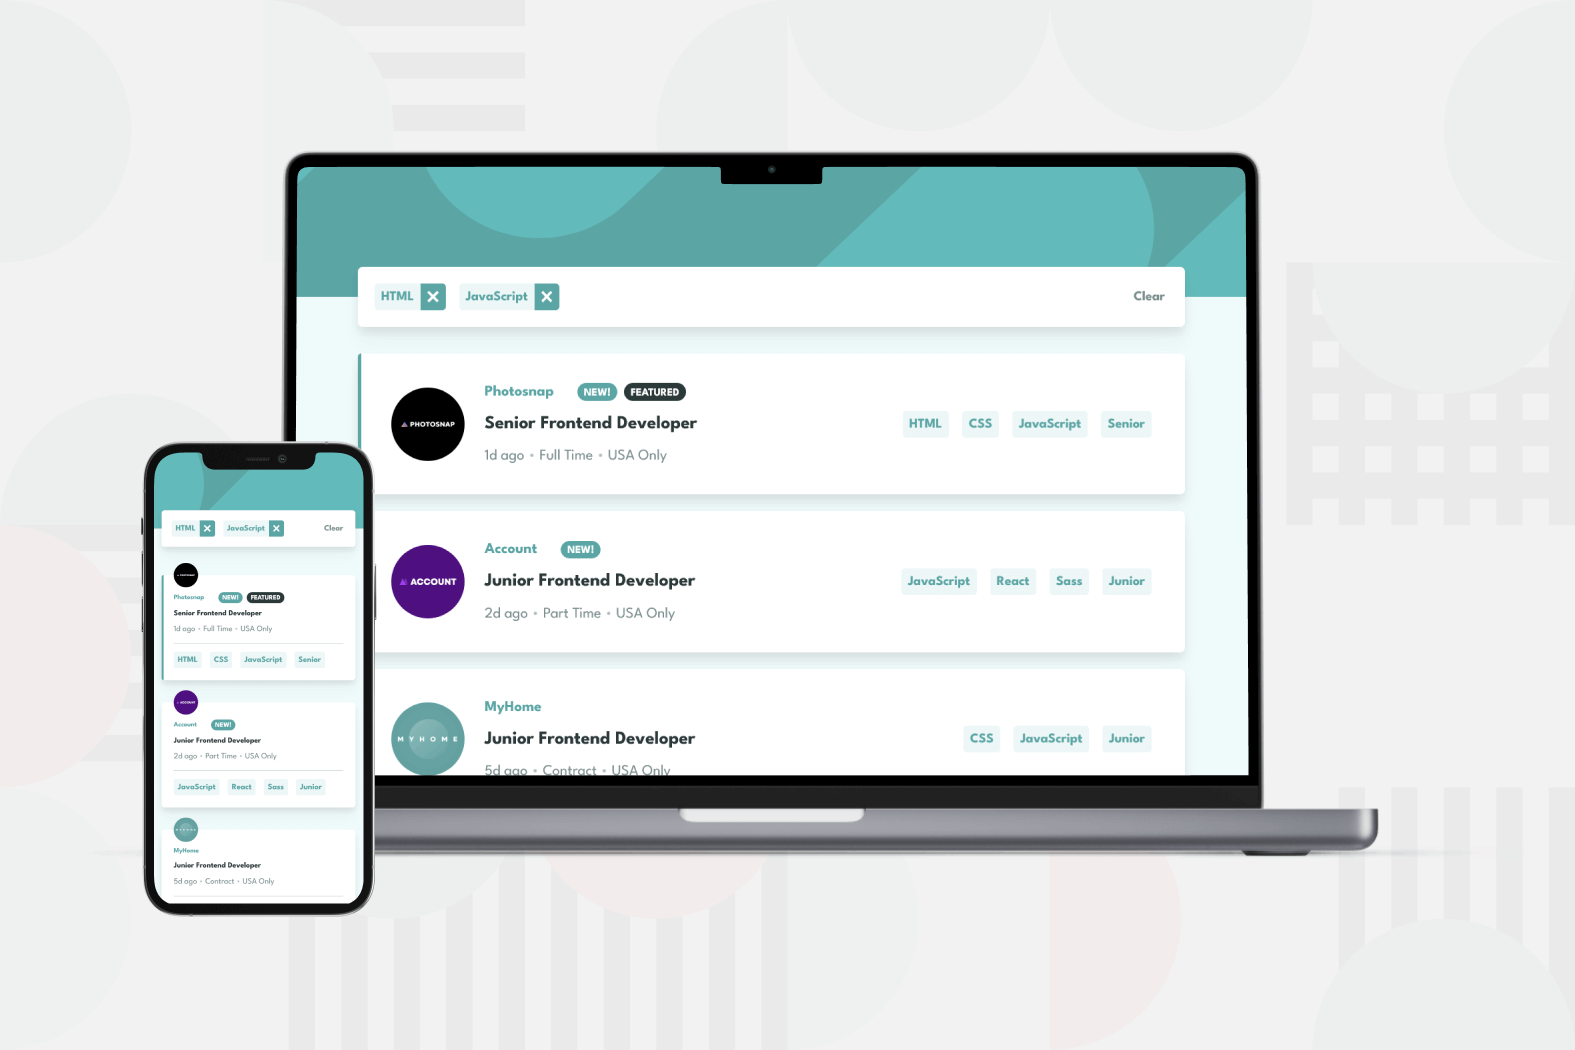 HTML
JavaScript
Clear
PHOTOSNAP
Photosnap NEW! FEATURED
Senior Frontend Developer
1d ago • Full Time • USA Only
HTML CSS JavaScript Senior
ACCOUNT
Account NEW!
Junior Frontend Developer
2d ago • Part Time • USA Only
JavaScript React Sass Junior
MYHOME
MyHome
Junior Frontend Developer
5d ago • Contract • USA Only
CSS JavaScript Junior
HTML
JavaScript
Clear
Photosnap NEW! FEATURED
Senior Frontend Developer
1d ago • Full Time • USA Only
HTML CSS JavaScript Senior
ACCOUNT
Account NEW!
Junior Frontend Developer
2d ago • Part Time • USA Only
JavaScript React Sass Junior
MyHome
Junior Frontend Developer
5d ago • Contract • USA Only